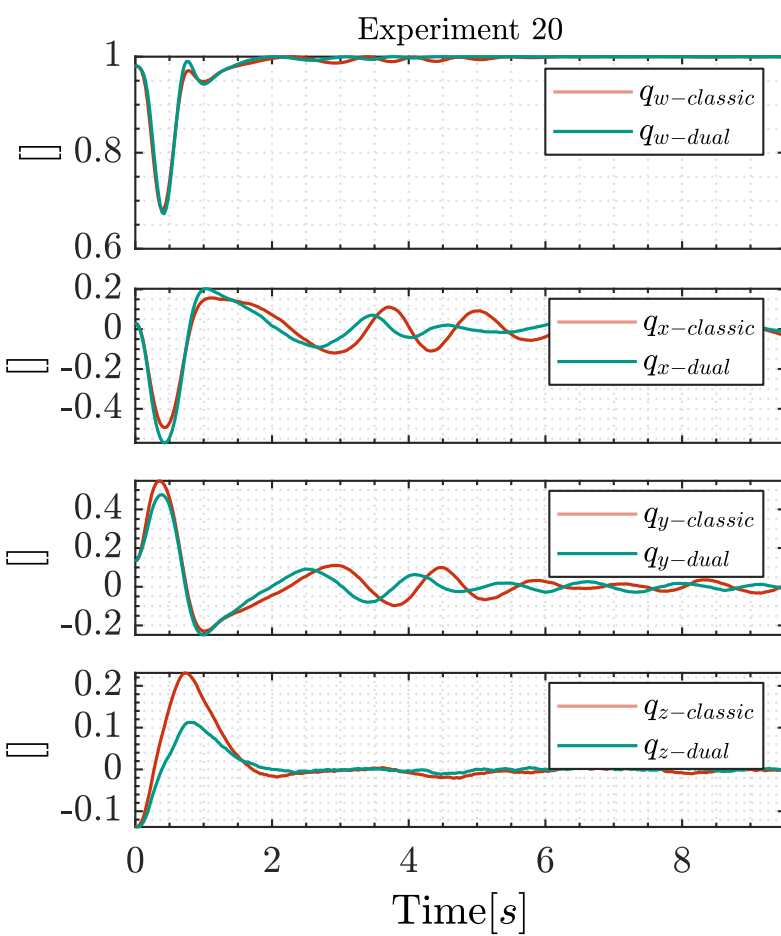 Experiment 20
1
0.8
0.6
[]
q_{w-classic}
q_{w-dual}
0.2
0
-0.2
-0.4
[]
q_{x-classic}
q_{x-dual}
0.4
0.2
0
-0.2
[]
q_{y-classic}
q_{y-dual}
0.2
0.1
0
-0.1
[]
q_{z-classic}
q_{z-dual}
0 2 4 6 8
Time[s]